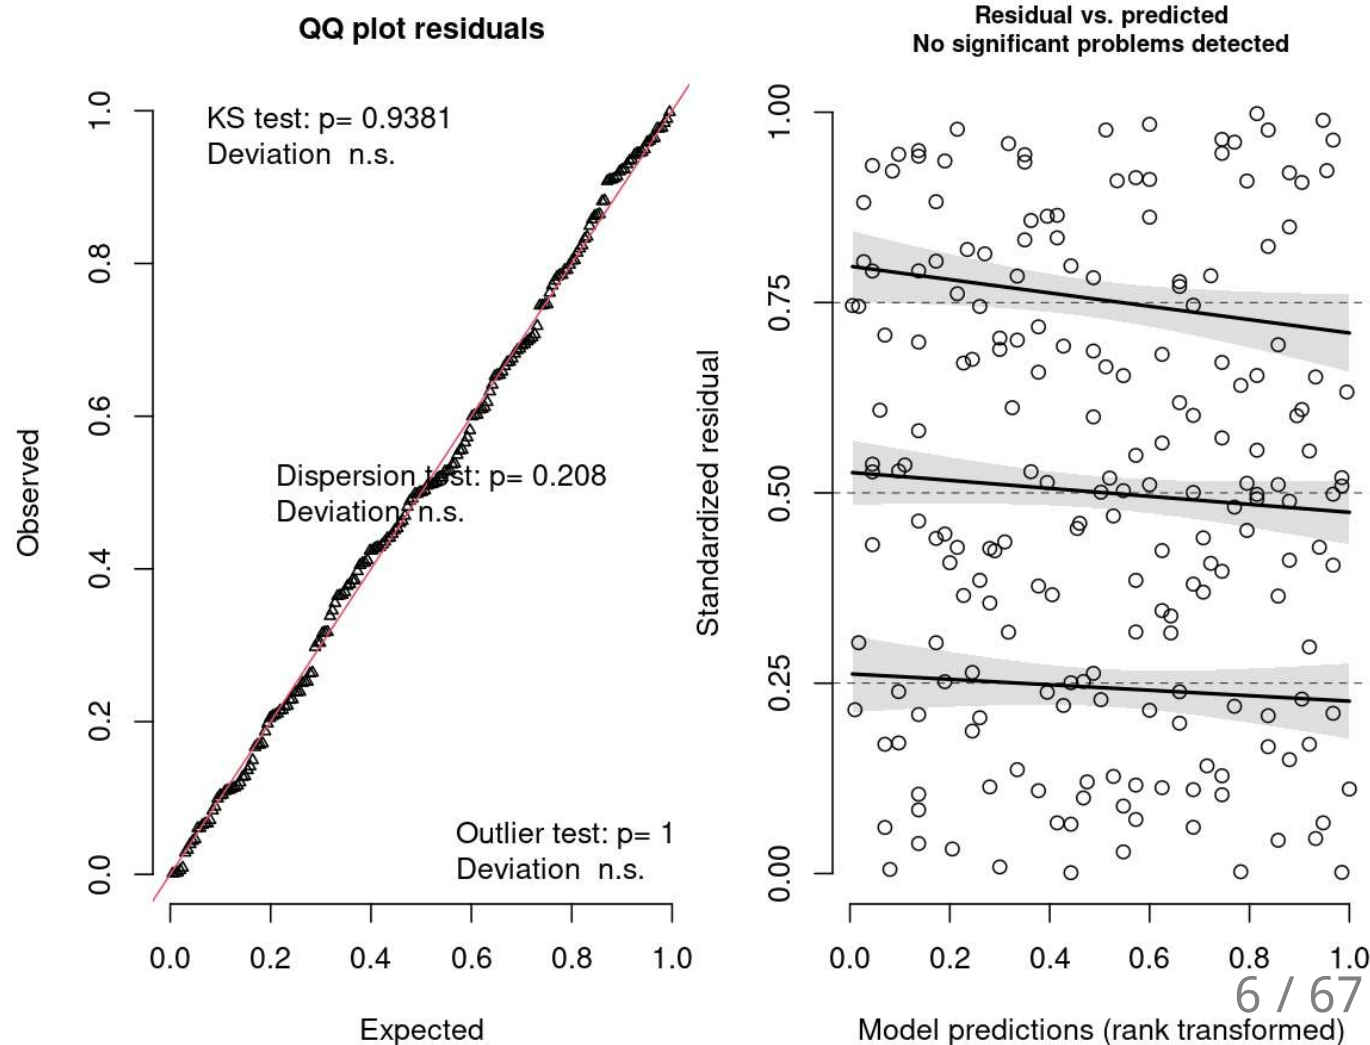 QQ plot residuals
KS test: p= 0.9381
Deviation  n.s.
Dispersion test: p= 0.208
Deviation  n.s.
Outlier test: p= 1
Deviation  n.s.
Observed
0.0
0.2
0.4
0.6
0.8
1.0
0.0 0.2 0.4 0.6 0.8 1.0
Expected
Residual vs. predicted
No significant problems detected
Standardized residual
0.00
0.25
0.50
0.75
1.00
0.0 0.2 0.4 0.6 0.8 1.0
Model predictions (rank transformed)
6 / 67